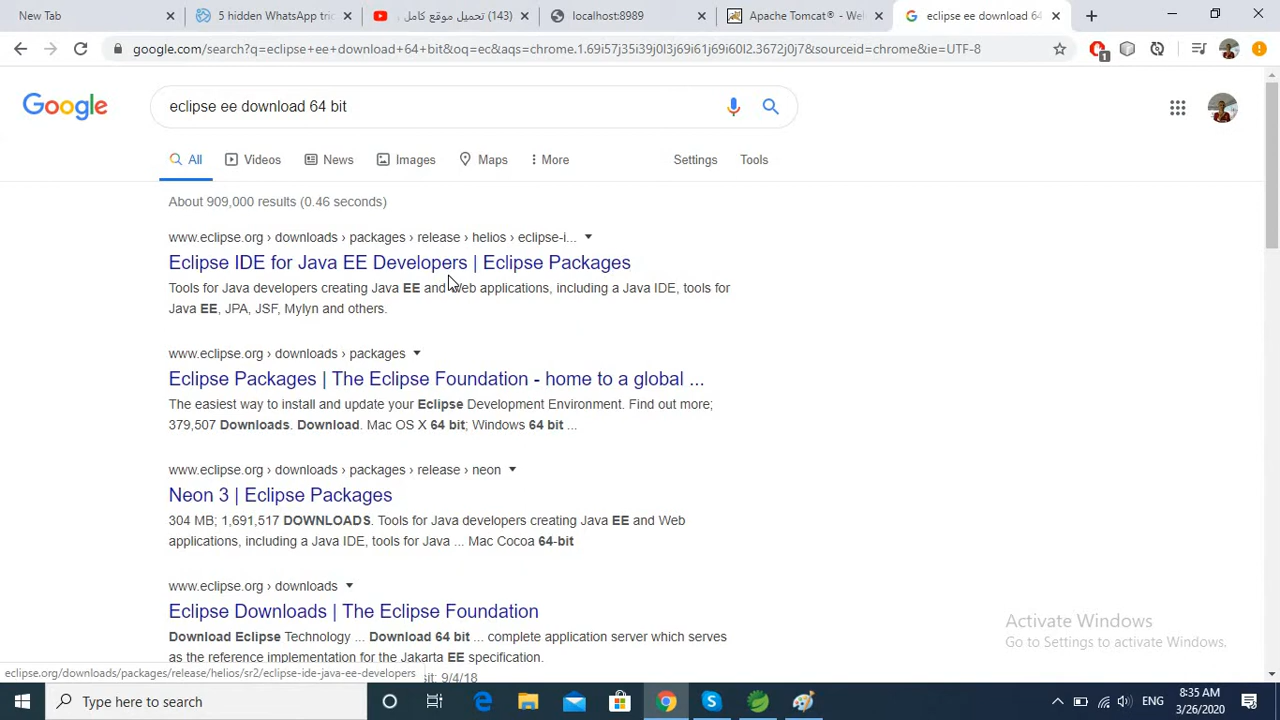 New Tab
5 hidden WhatsApp tric
(143) تحميل موقع كامل
localhost:8989
Apache Tomcat® - Wel
eclipse ee download 64
google.com/search?q=eclipse+ee+download+64+bit&oq=ec&aqs=chrome.1.69i57j35i39j0l3j69i61j69i60l2.3672j0j7&sourceid=chrome&ie=UTF-8
1
Google
eclipse ee download 64 bit
All
Videos
News
Images
Maps
More
Settings
Tools
About 909,000 results (0.46 seconds)
www.eclipse.org › downloads › packages › release › helios › eclipse-i...
Eclipse IDE for Java EE Developers | Eclipse Packages
Tools for Java developers creating Java EE and Web applications, including a Java IDE, tools for
Java EE, JPA, JSF, Mylyn and others.
www.eclipse.org › downloads › packages
Eclipse Packages | The Eclipse Foundation - home to a global ...
The easiest way to install and update your Eclipse Development Environment. Find out more;
379,507 Downloads. Download. Mac OS X 64 bit; Windows 64 bit ...
www.eclipse.org › downloads › packages › release › neon
Neon 3 | Eclipse Packages
304 MB; 1,691,517 DOWNLOADS. Tools for Java developers creating Java EE and Web
applications, including a Java IDE, tools for Java ... Mac Cocoa 64-bit
www.eclipse.org › downloads
Eclipse Downloads | The Eclipse Foundation
Download Eclipse Technology ... Download 64 bit ... complete application server which serves
as the reference implementation for the Jakarta EE specification.
sit: 9/4/18
Activate Windows
Go to Settings to activate Windows.
eclipse.org/downloads/packages/release/helios/sr2/eclipse-ide-java-ee-developers
Type here to search
ENG
8:35 AM
3/26/2020